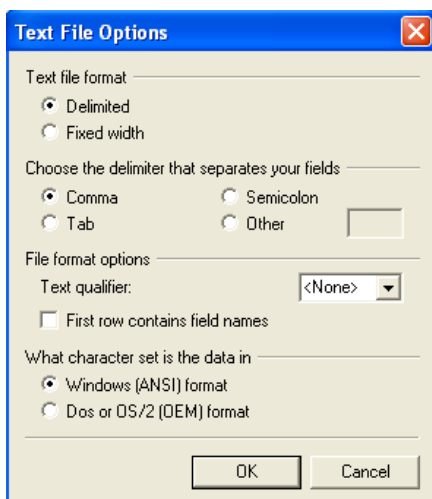 Text File Options
Text file format
Delimited
Fixed width
Choose the delimiter that separates your fields
Comma
Semicolon
Tab
Other
File format options
Text qualifier:
<None>
First row contains field names
What character set is the data in
Windows (ANSI) format
Dos or OS/2 (OEM) format
OK
Cancel